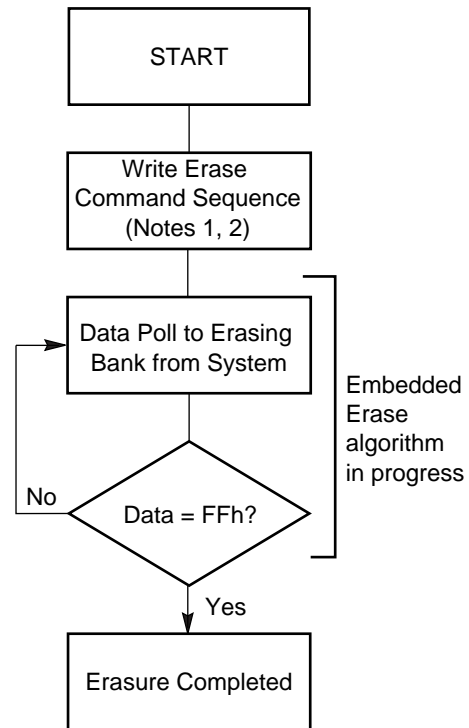 START
Write Erase
Command Sequence
(Notes 1, 2)
Data Poll to Erasing
Bank from System
Embedded
Erase
algorithm
in progress
No
Data = FFh?
Yes
Erasure Completed